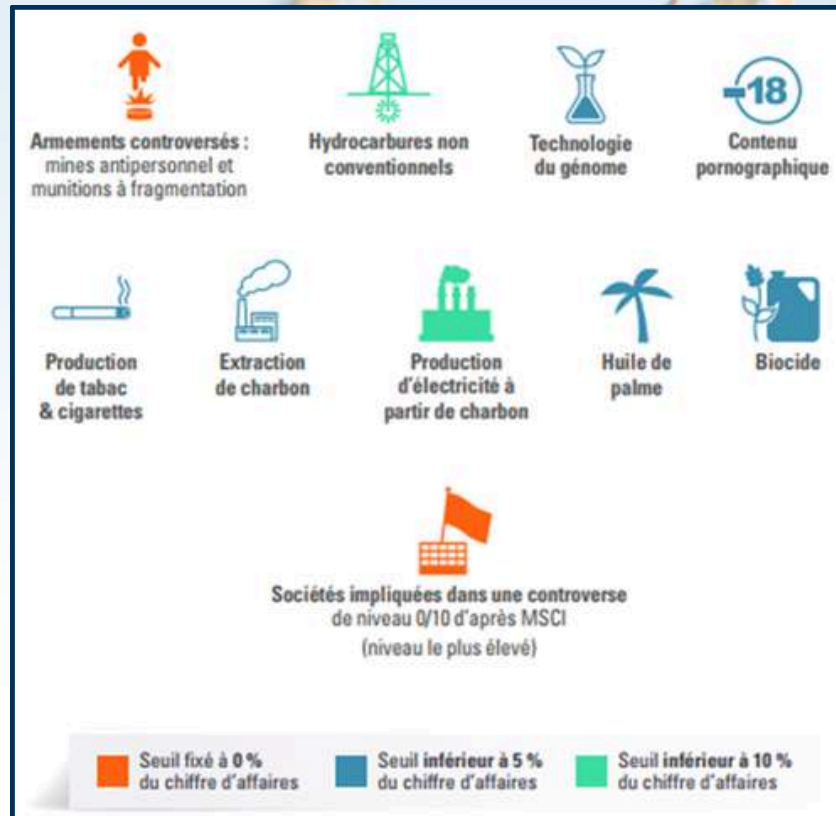 Armements controversés :
mines antipersonnel et
munitions à fragmentation
Hydrocarbures non
conventionnels
Technologie
du génome
-18
Contenu
pornographique
Production
de tabac
& cigarettes
Extraction
de charbon
Production
d'électricité à
partir de charbon
Huile de
palme
Biocide
Sociétés impliquées dans une controverse
de niveau 0/10 d'après MSCI
(niveau le plus élevé)
Seuil fixé à 0 %
du chiffre d'affaires
Seuil inférieur à 5 %
du chiffre d'affaires
Seuil inférieur à 10 %
du chiffre d'affaires